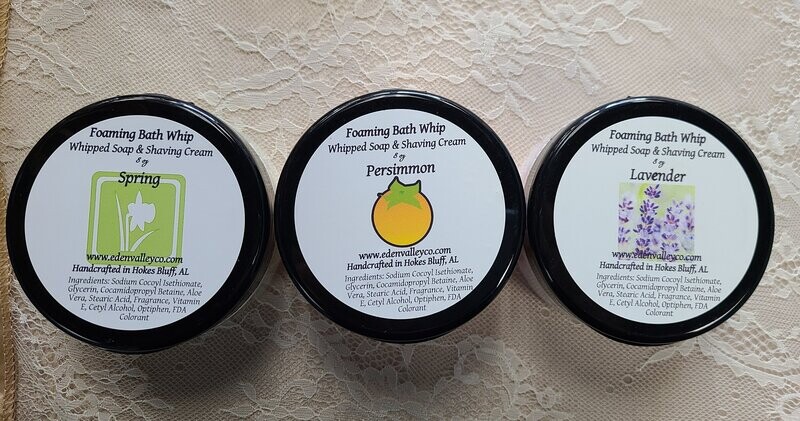 Foaming Bath Whip
Whipped Soap & Shaving Cream
8 oz
Spring
www.edenvalleyco.com
Handcrafted in Hokes Bluff, AL
Ingredients: Sodium Cocoyl Isethionate,
Glycerin, Cocamidopropyl Betaine, Aloe
Vera, Stearic Acid, Fragrance, Vitamin
E, Cetyl Alcohol, Optiphen, FDA
Colorant
Foaming Bath Whip
Whipped Soap & Shaving Cream
8 oz
Persimmon
www.edenvalleyco.com
Handcrafted in Hokes Bluff, AL
Ingredients: Sodium Cocoyl Isethionate,
Glycerin, Cocamidopropyl Betaine, Aloe
Vera, Stearic Acid, Fragrance, Vitamin
E, Cetyl Alcohol, Optiphen, FDA
Colorant
Foaming Bath Whip
Whipped Soap & Shaving Cream
8 oz
Lavender
www.edenvalleyco.com
Handcrafted in Hokes Bluff, AL
Ingredients: Sodium Cocoyl Isethionate,
Glycerin, Cocamidopropyl Betaine, Aloe
Vera, Stearic Acid, Fragrance, Vitamin
E, Cetyl Alcohol, Optiphen, FDA
Colorant